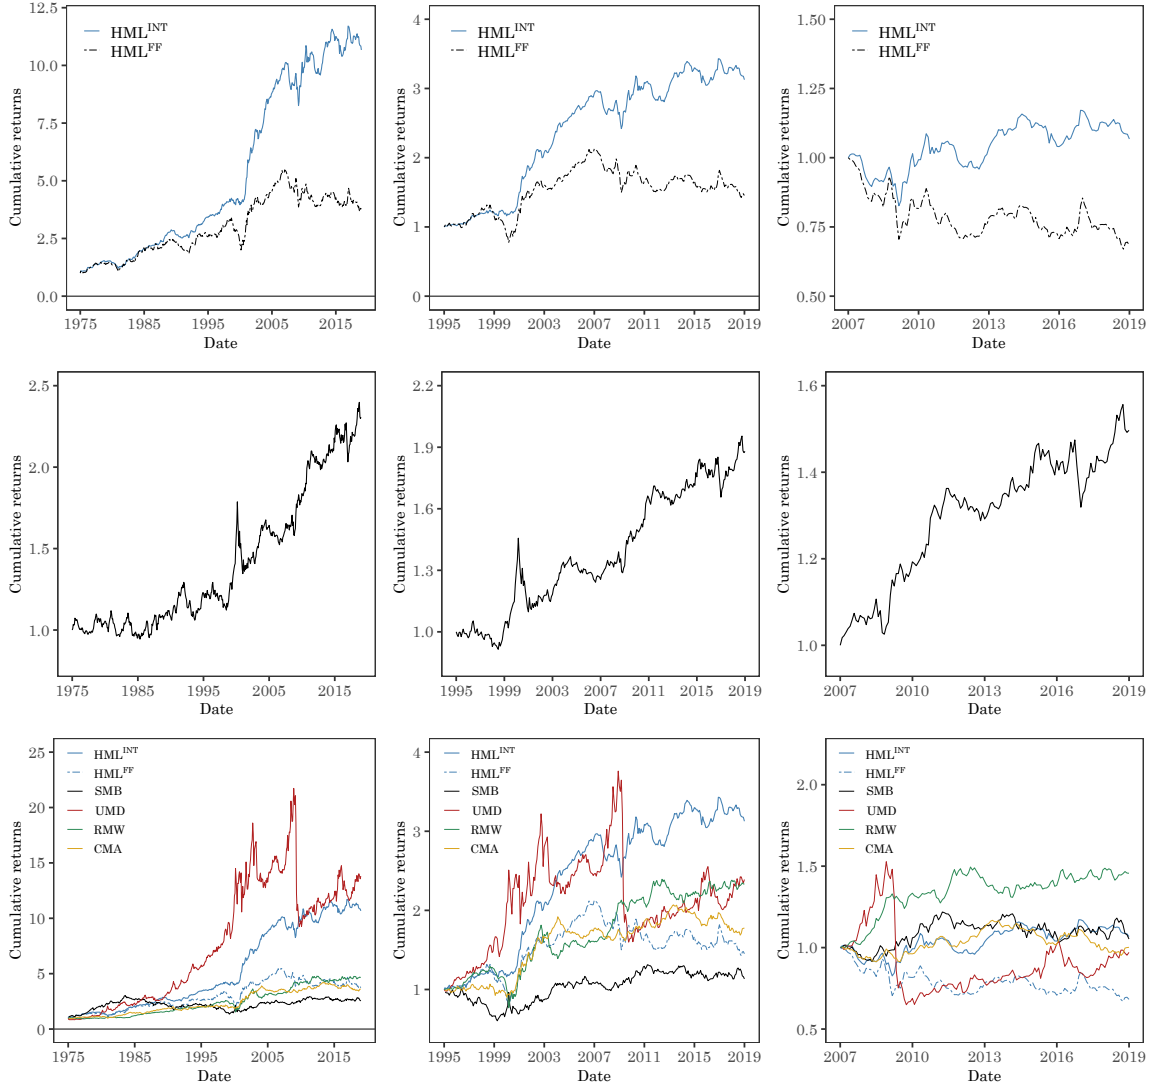 Cumulative returns
12.5
10.0
7.5
5.0
2.5
0.0
HML^INT
HML^FF
1975
1985
1995
2005
2015
Date
Cumulative returns
4
3
2
1
0
HML^INT
HML^FF
1995
1999
2003
2007
2011
2015
2019
Date
Cumulative returns
1.50
1.25
1.00
0.75
0.50
HML^INT
HML^FF
2007
2010
2013
2016
2019
Date
Cumulative returns
2.5
2.0
1.5
1.0
1975
1985
1995
2005
2015
Date
Cumulative returns
2.2
1.9
1.6
1.3
1.0
1995
1999
2003
2007
2011
2015
2019
Date
Cumulative returns
1.6
1.4
1.2
1.0
2007
2010
2013
2016
2019
Date
Cumulative returns
25
20
15
10
5
0
HML^INT
HML^FF
SMB
UMD
RMW
CMA
1975
1985
1995
2005
2015
Date
Cumulative returns
4
3
2
1
HML^INT
HML^FF
SMB
UMD
RMW
CMA
1995
1999
2003
2007
2011
2015
2019
Date
Cumulative returns
2.0
1.5
1.0
0.5
HML^INT
HML^FF
SMB
UMD
RMW
CMA
2007
2010
2013
2016
2019
Date